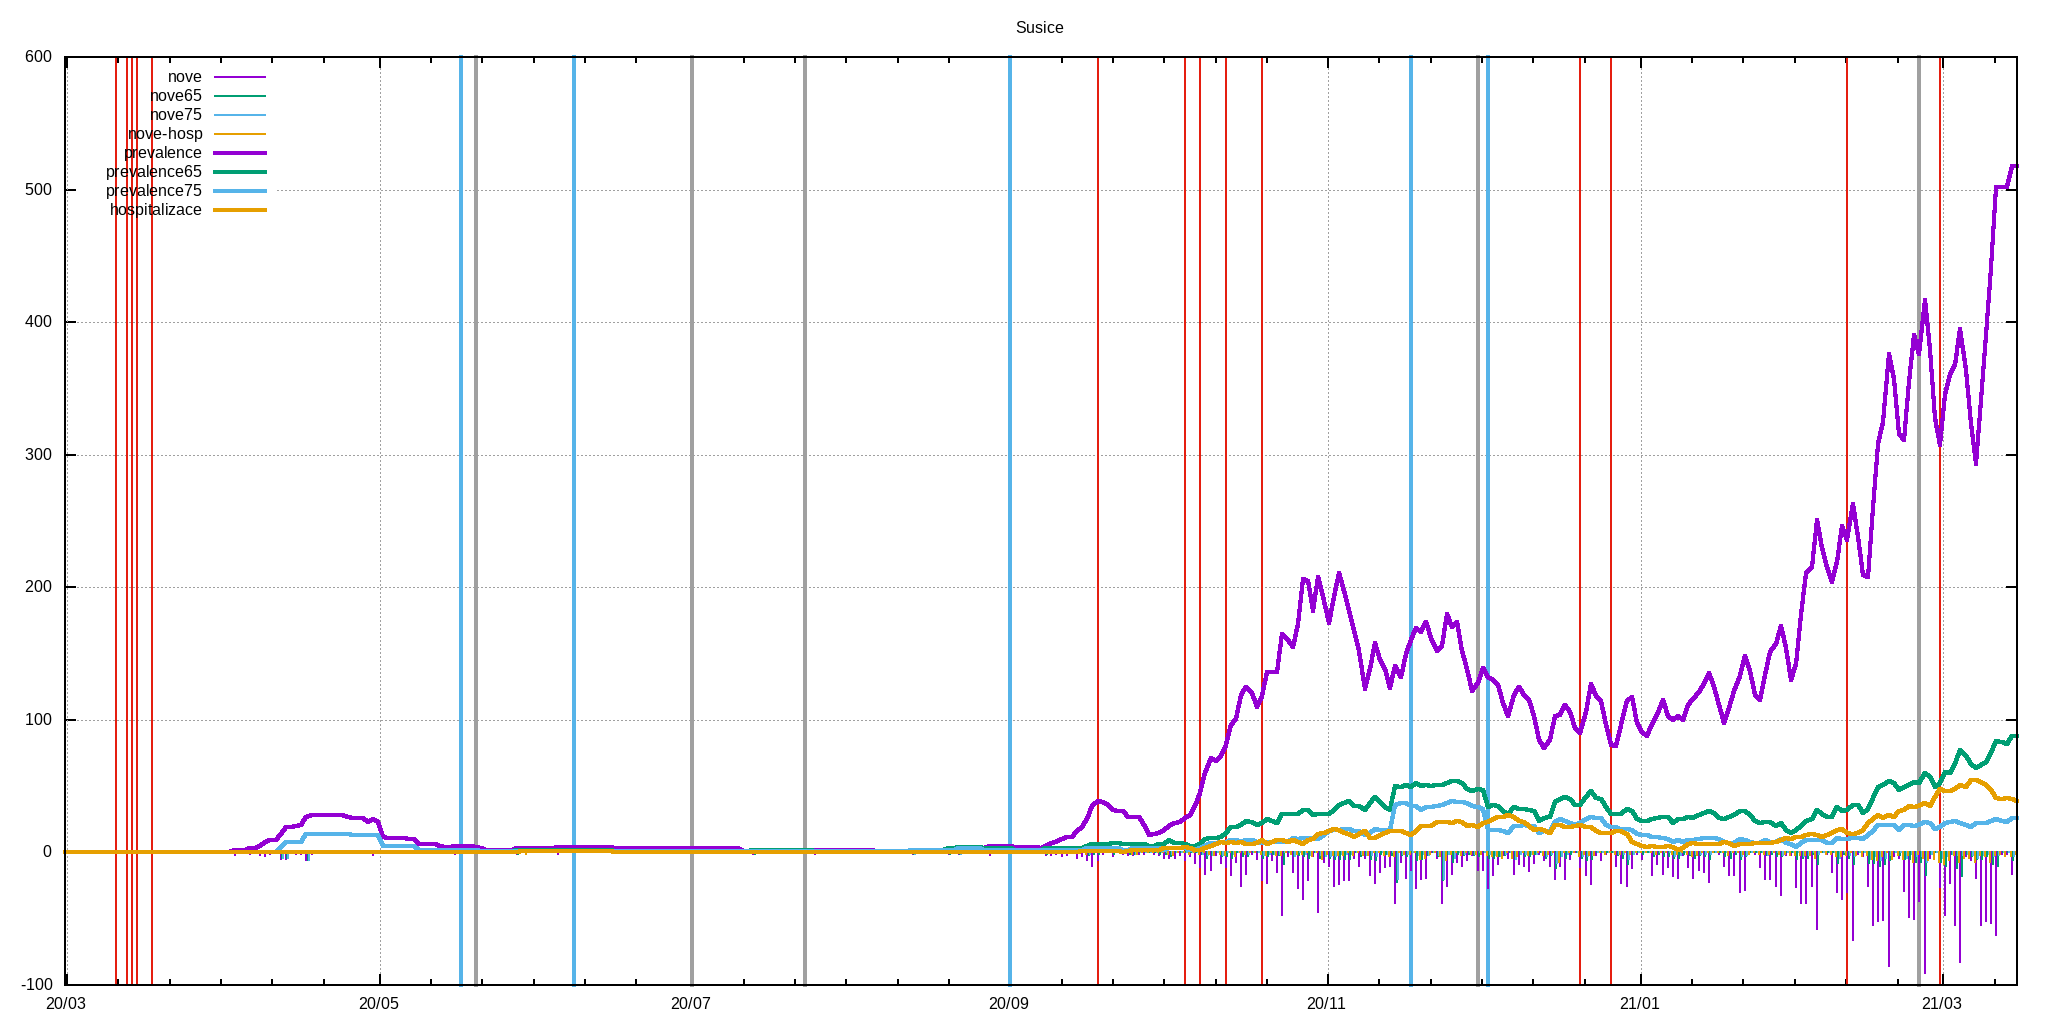 Susice
600
500
400
300
200
100
0
-100
nove
nove65
nove75
nove-hosp
prevalence
prevalence65
prevalence75
hospitalizace
20/03 20/05 20/07 20/09 20/11 21/01 21/03